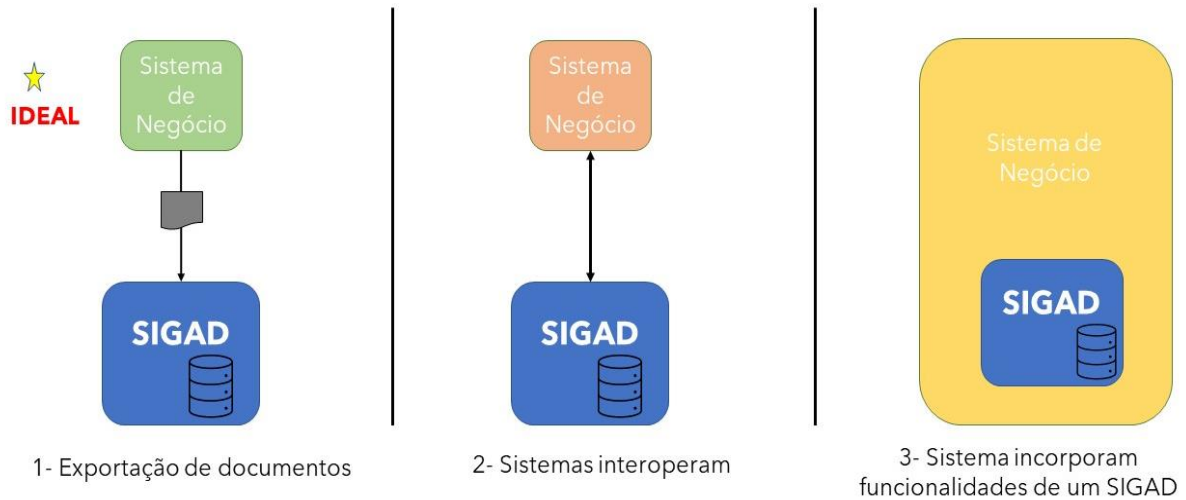 IDEAL
Sistema
de
Negócio
SIGAD
1- Exportação de documentos
Sistema
de
Negócio
SIGAD
2- Sistemas interoperam
Sistema de
Negócio
SIGAD
3- Sistema incorporam
funcionalidades de um SIGAD